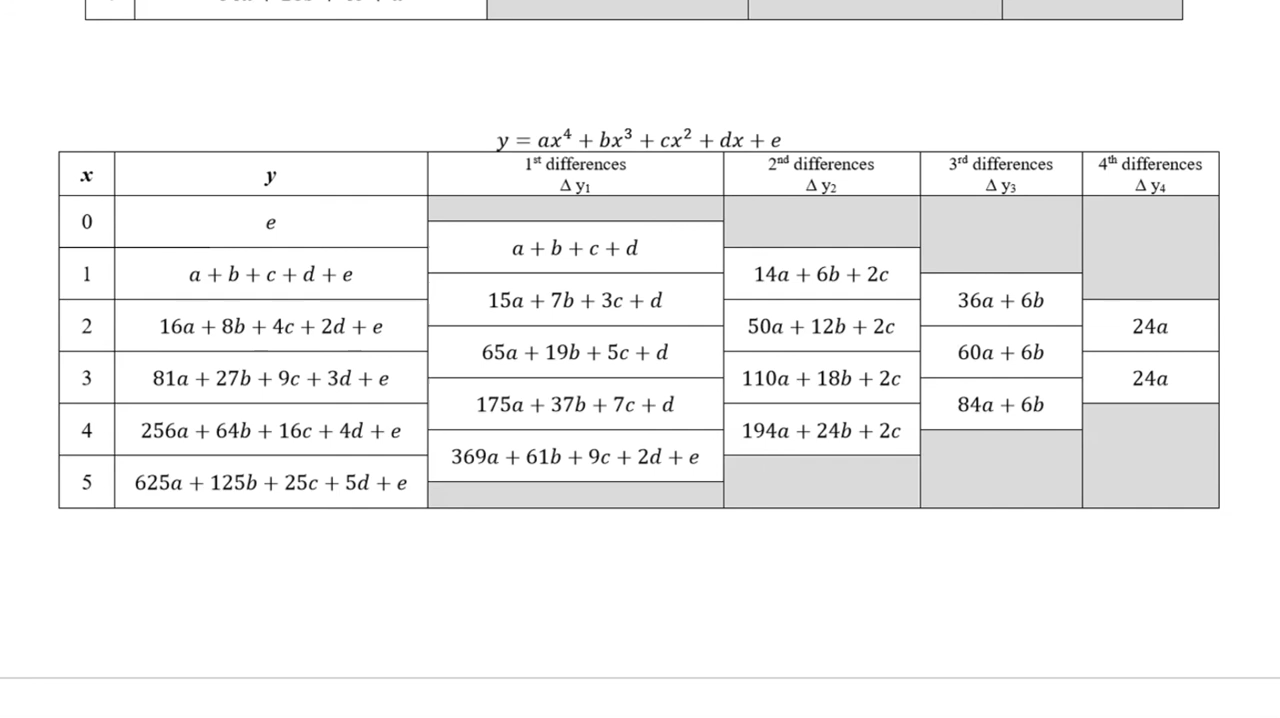 y = ax⁴ + bx³ + cx² + dx + e
x y 1st differences Δ y₁ 2nd differences Δ y₂ 3rd differences Δ y₃ 4th differences Δ y₄
0 e
a + b + c + d
1 a + b + c + d + e 14a + 6b + 2c
15a + 7b + 3c + d 36a + 6b
2 16a + 8b + 4c + 2d + e 50a + 12b + 2c 24a
65a + 19b + 5c + d 60a + 6b
3 81a + 27b + 9c + 3d + e 110a + 18b + 2c 24a
175a + 37b + 7c + d 84a + 6b
4 256a + 64b + 16c + 4d + e 194a + 24b + 2c
369a + 61b + 9c + 2d + e
5 625a + 125b + 25c + 5d + e